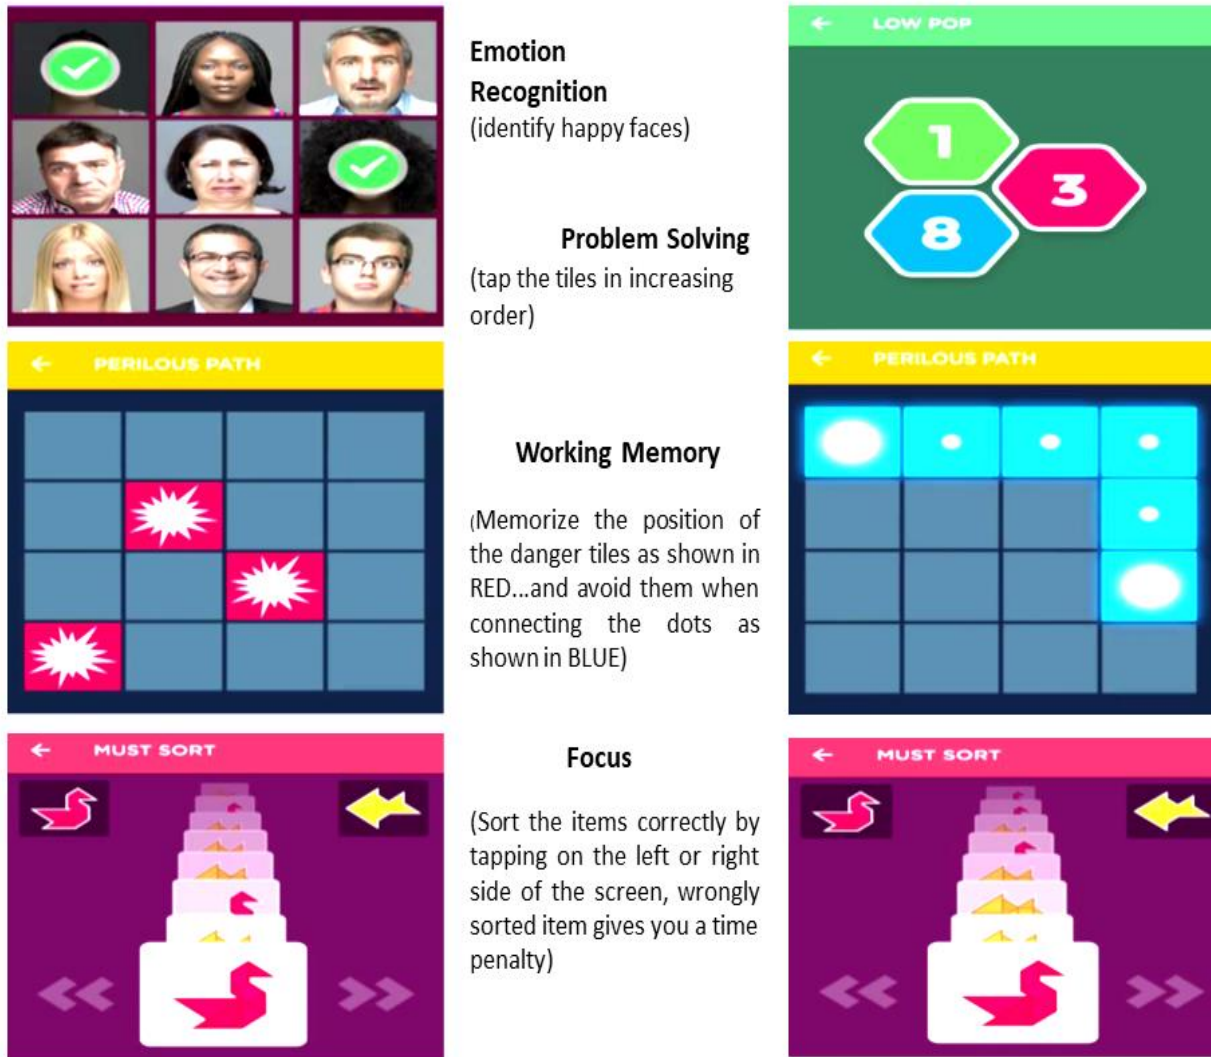 Emotion
Recognition
(identify happy faces)
LOW POP
1
3
8
Problem Solving
(tap the tiles in increasing
order)
PERILOUS PATH
PERILOUS PATH
Working Memory
(Memorize the position of
the danger tiles as shown in
RED...and avoid them when
connecting the dots as
shown in BLUE)
MUST SORT
MUST SORT
Focus
(Sort the items correctly by
tapping on the left or right
side of the screen, wrongly
sorted item gives you a time
penalty)